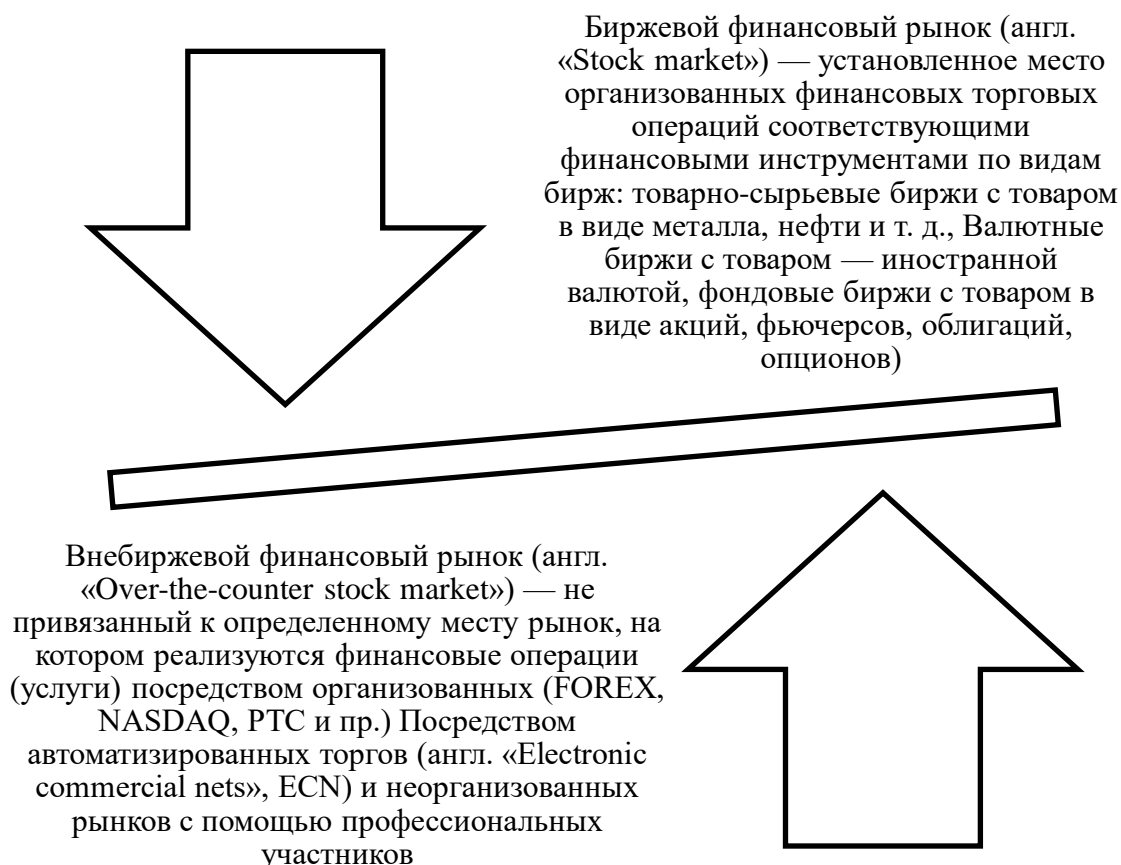 Биржевой финансовый рынок (англ.
«Stock market») — установленное место
организованных финансовых торговых
операций соответствующими
финансовыми инструментами по видам
бирж: товарно-сырьевые биржи с товаром
в виде металла, нефти и т. д., Валютные
биржи с товаром — иностранной
валютой, фондовые биржи с товаром в
виде акций, фьючерсов, облигаций,
опционов)
Внебиржевой финансовый рынок (англ.
«Over-the-counter stock market») — не
привязанный к определенному месту рынок, на
котором реализуются финансовые операции
(услуги) посредством организованных (FOREX,
NASDAQ, РТС и пр.) Посредством
автоматизированных торгов (англ. «Electronic
commercial nets», ECN) и неорганизованных
рынков с помощью профессиональных
участников